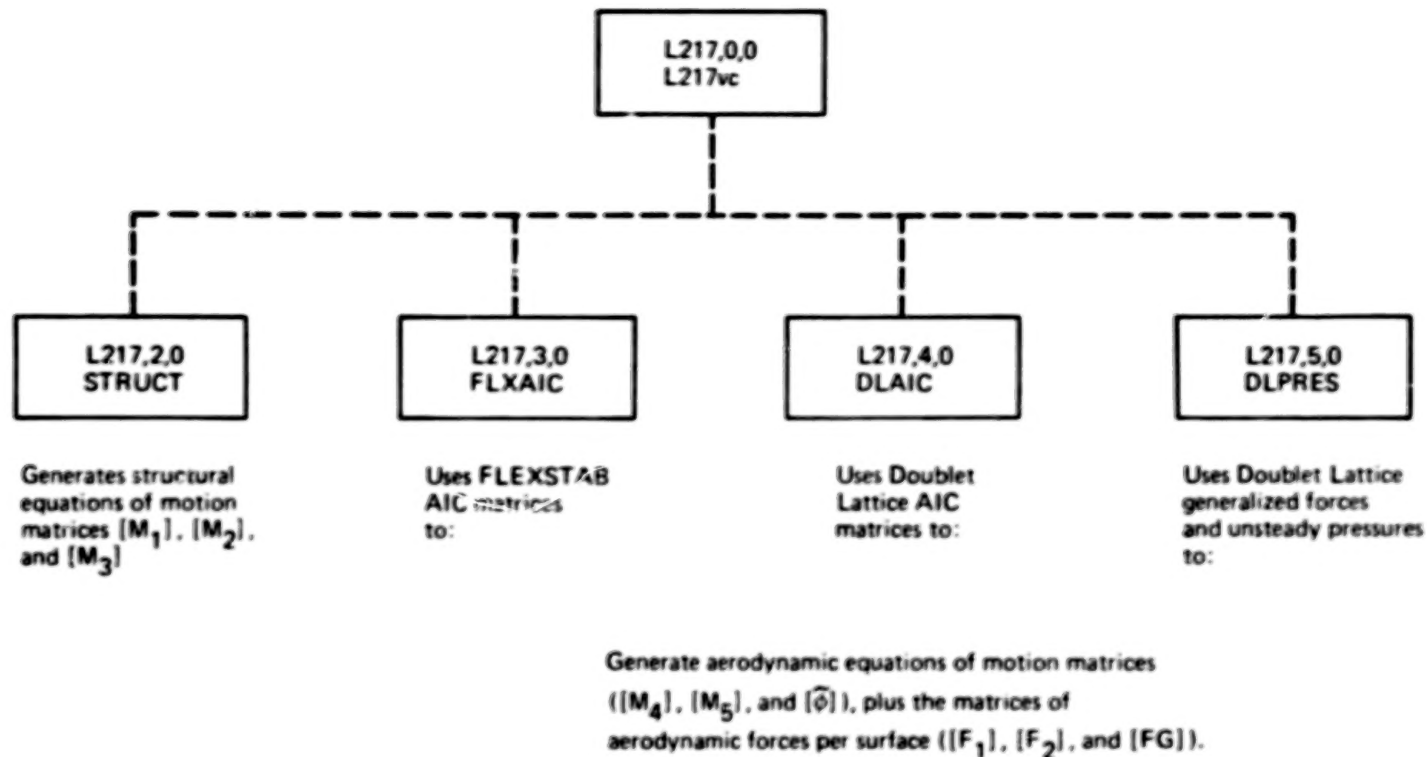 L217,0,0
L217vc
L217,2,0
STRUCT
L217,3,0
FLXAIC
L217,4,0
DLAIC
L217,5,0
DLPRES
Generates structural
equations of motion
matrices [M₁], [M₂],
and [M₃]
Uses FLEXSTAB
AIC matrices
to:
Uses Doublet
Lattice AIC
matrices to:
Uses Doublet Lattice
generalized forces
and unsteady pressures
to:
Generate aerodynamic equations of motion matrices
([M₄], [M₅], and [ϕ̃]), plus the matrices of
aerodynamic forces per surface ([F₁], [F₂], and [FG]).